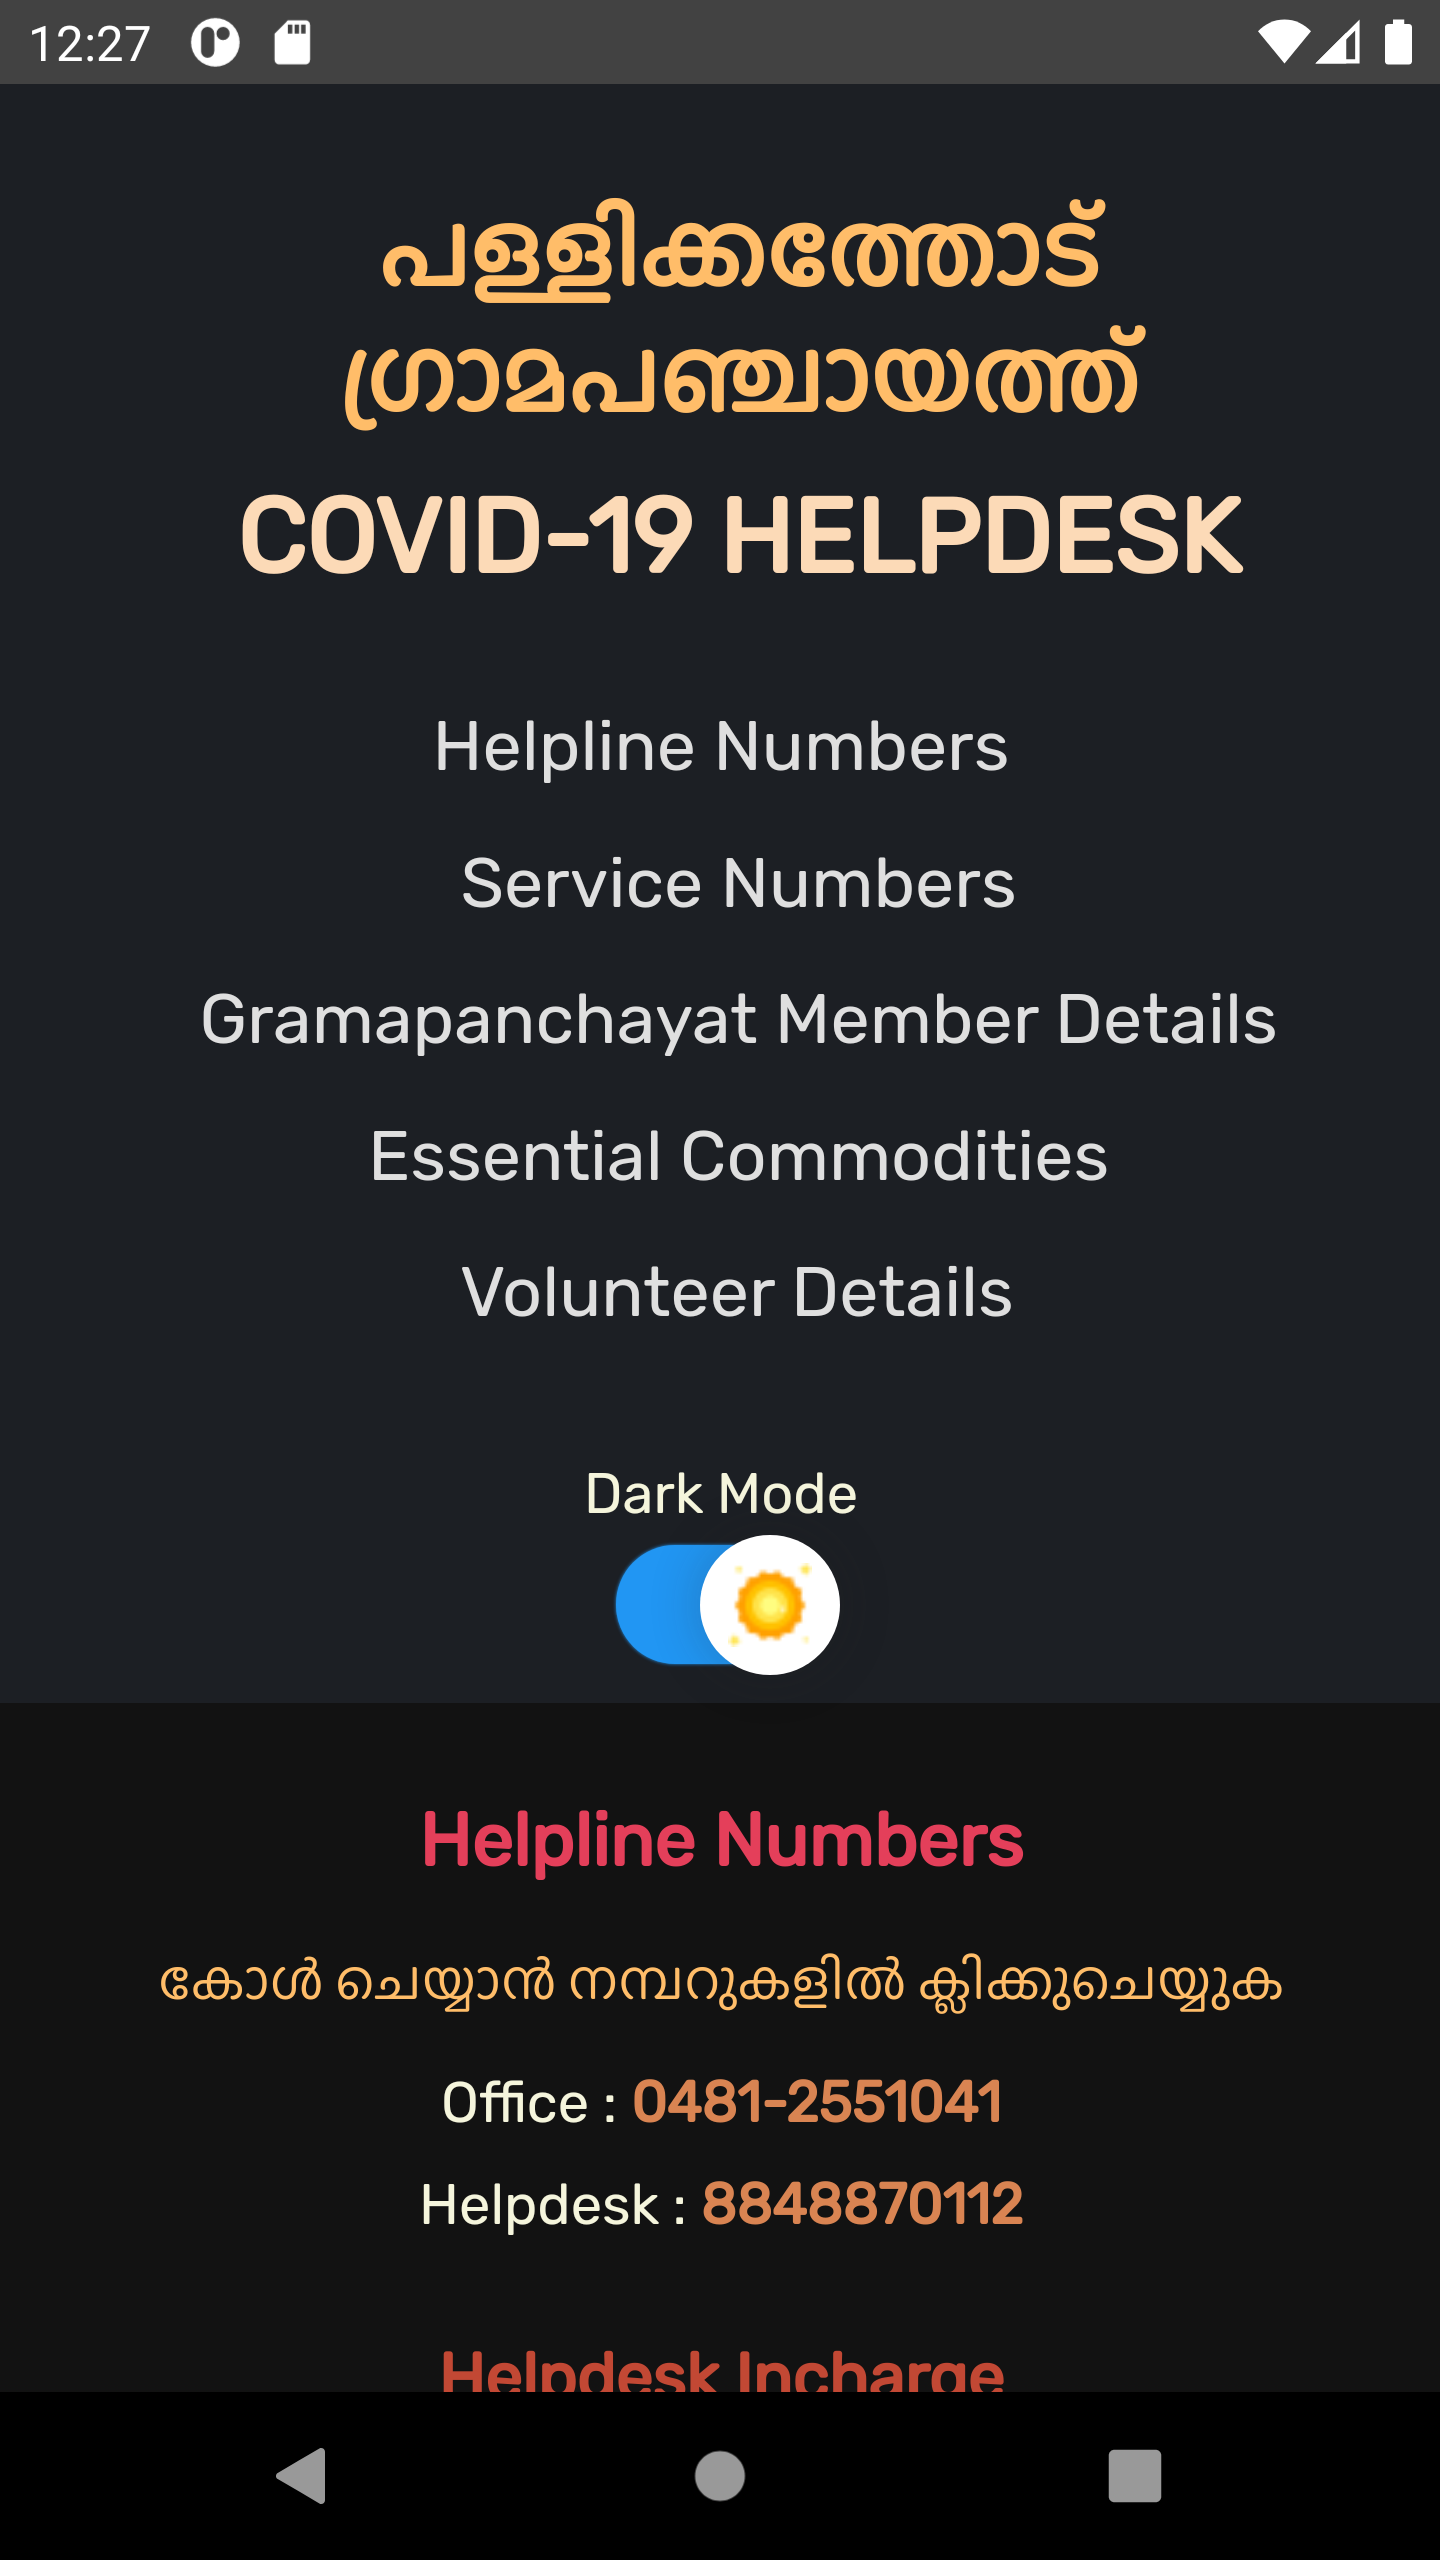 12:27
പള്ളിക്കത്തോട്
ഗ്രാമപഞ്ചായത്ത്
COVID-19 HELPDESK
Helpline Numbers
Service Numbers
Gramapanchayat Member Details
Essential Commodities
Volunteer Details
Dark Mode
Helpline Numbers
കോൾ ചെയ്യാൻ നമ്പറുകളിൽ ക്ലിക്കുചെയ്യുക
Office : 0481-2551041
Helpdesk : 8848870112
Helpdesk Incharge